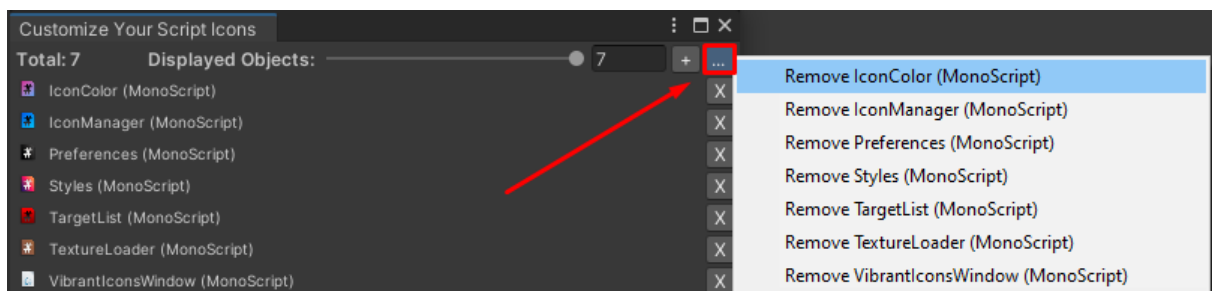 Customize Your Script Icons
Total: 7 Displayed Objects: 7 + ...
IconColor (MonoScript) X
IconManager (MonoScript) X
Preferences (MonoScript) X
Styles (MonoScript) X
TargetList (MonoScript) X
TextureLoader (MonoScript) X
VibrantIconsWindow (MonoScript) X
Remove IconColor (MonoScript)
Remove IconManager (MonoScript)
Remove Preferences (MonoScript)
Remove Styles (MonoScript)
Remove TargetList (MonoScript)
Remove TextureLoader (MonoScript)
Remove VibrantIconsWindow (MonoScript)